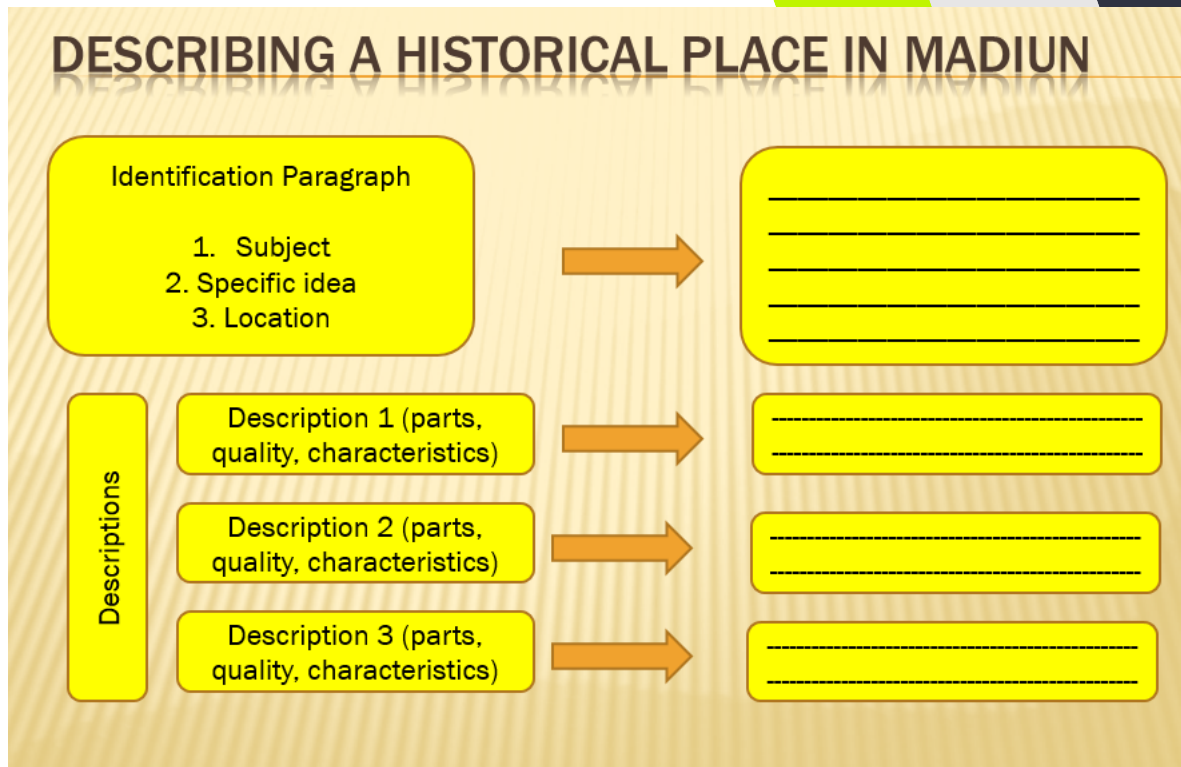 DESCRIBING A HISTORICAL PLACE IN MADIUN
Identification Paragraph
1. Subject
2. Specific idea
3. Location
Descriptions
Description 1 (parts,
quality, characteristics)
Description 2 (parts,
quality, characteristics)
Description 3 (parts,
quality, characteristics)